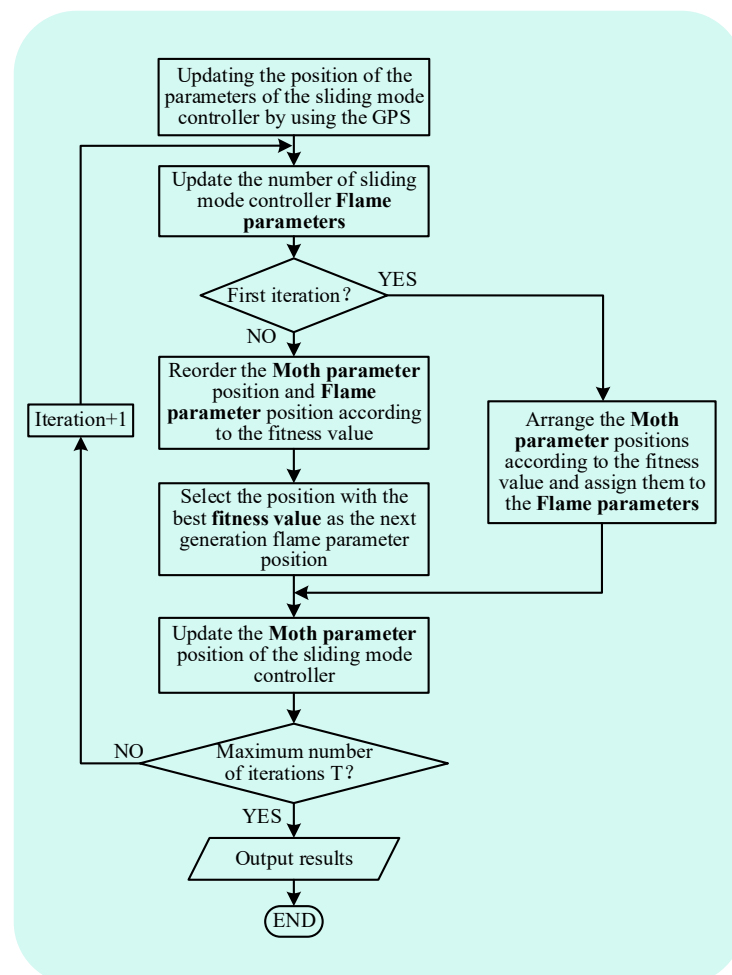 Updating the position of the
parameters of the sliding mode
controller by using the GPS
Update the number of sliding
mode controller Flame
parameters
First iteration?
YES
NO
Reorder the Moth parameter
position and Flame
parameter position according
to the fitness value
Iteration+1
Arrange the Moth
parameter positions
according to the fitness
value and assign them to
the Flame parameters
Select the position with the
best fitness value as the next
generation flame parameter
position
Update the Moth parameter
position of the sliding mode
controller
NO
Maximum number
of iterations T?
YES
Output results
END